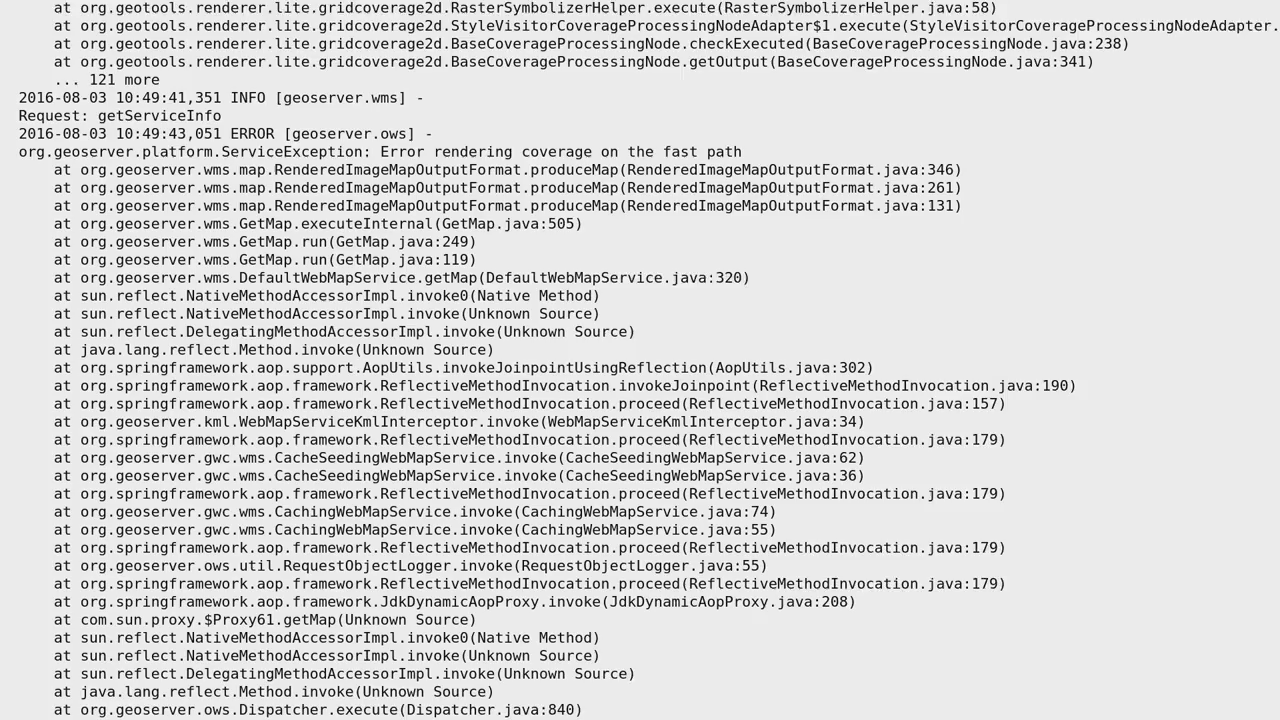 at org.geotools.renderer.lite.gridcoverage2d.RasterSymbolizerHelper.execute(RasterSymbolizerHelper.java:58)
at org.geotools.renderer.lite.gridcoverage2d.StyleVisitorCoverageProcessingNodeAdapter$1.execute(StyleVisitorCoverageProcessingNodeAdapter.
at org.geotools.renderer.lite.gridcoverage2d.BaseCoverageProcessingNode.checkExecuted(BaseCoverageProcessingNode.java:238)
at org.geotools.renderer.lite.gridcoverage2d.BaseCoverageProcessingNode.getOutput(BaseCoverageProcessingNode.java:341)
... 121 more
2016-08-03 10:49:41,351 INFO [geoserver.wms] -
Request: getServiceInfo
2016-08-03 10:49:43,051 ERROR [geoserver.ows] -
org.geoserver.platform.ServiceException: Error rendering coverage on the fast path
at org.geoserver.wms.map.RenderedImageMapOutputFormat.produceMap(RenderedImageMapOutputFormat.java:346)
at org.geoserver.wms.map.RenderedImageMapOutputFormat.produceMap(RenderedImageMapOutputFormat.java:261)
at org.geoserver.wms.map.RenderedImageMapOutputFormat.produceMap(RenderedImageMapOutputFormat.java:131)
at org.geoserver.wms.GetMap.executeInternal(GetMap.java:505)
at org.geoserver.wms.GetMap.run(GetMap.java:249)
at org.geoserver.wms.GetMap.run(GetMap.java:119)
at org.geoserver.wms.DefaultWebMapService.getMap(DefaultWebMapService.java:320)
at sun.reflect.NativeMethodAccessorImpl.invoke0(Native Method)
at sun.reflect.NativeMethodAccessorImpl.invoke(Unknown Source)
at sun.reflect.DelegatingMethodAccessorImpl.invoke(Unknown Source)
at java.lang.reflect.Method.invoke(Unknown Source)
at org.springframework.aop.support.AopUtils.invokeJoinpointUsingReflection(AopUtils.java:302)
at org.springframework.aop.framework.ReflectiveMethodInvocation.invokeJoinpoint(ReflectiveMethodInvocation.java:190)
at org.springframework.aop.framework.ReflectiveMethodInvocation.proceed(ReflectiveMethodInvocation.java:157)
at org.geoserver.kml.WebMapServiceKmlInterceptor.invoke(WebMapServiceKmlInterceptor.java:34)
at org.springframework.aop.framework.ReflectiveMethodInvocation.proceed(ReflectiveMethodInvocation.java:179)
at org.geoserver.gwc.wms.CacheSeedingWebMapService.invoke(CacheSeedingWebMapService.java:62)
at org.geoserver.gwc.wms.CacheSeedingWebMapService.invoke(CacheSeedingWebMapService.java:36)
at org.springframework.aop.framework.ReflectiveMethodInvocation.proceed(ReflectiveMethodInvocation.java:179)
at org.geoserver.gwc.wms.CachingWebMapService.invoke(CachingWebMapService.java:74)
at org.geoserver.gwc.wms.CachingWebMapService.invoke(CachingWebMapService.java:55)
at org.springframework.aop.framework.ReflectiveMethodInvocation.proceed(ReflectiveMethodInvocation.java:179)
at org.geoserver.ows.util.RequestObjectLogger.invoke(RequestObjectLogger.java:55)
at org.springframework.aop.framework.ReflectiveMethodInvocation.proceed(ReflectiveMethodInvocation.java:179)
at org.springframework.aop.framework.JdkDynamicAopProxy.invoke(JdkDynamicAopProxy.java:208)
at com.sun.proxy.$Proxy61.getMap(Unknown Source)
at sun.reflect.NativeMethodAccessorImpl.invoke0(Native Method)
at sun.reflect.NativeMethodAccessorImpl.invoke(Unknown Source)
at sun.reflect.DelegatingMethodAccessorImpl.invoke(Unknown Source)
at java.lang.reflect.Method.invoke(Unknown Source)
at org.geoserver.ows.Dispatcher.execute(Dispatcher.java:840)